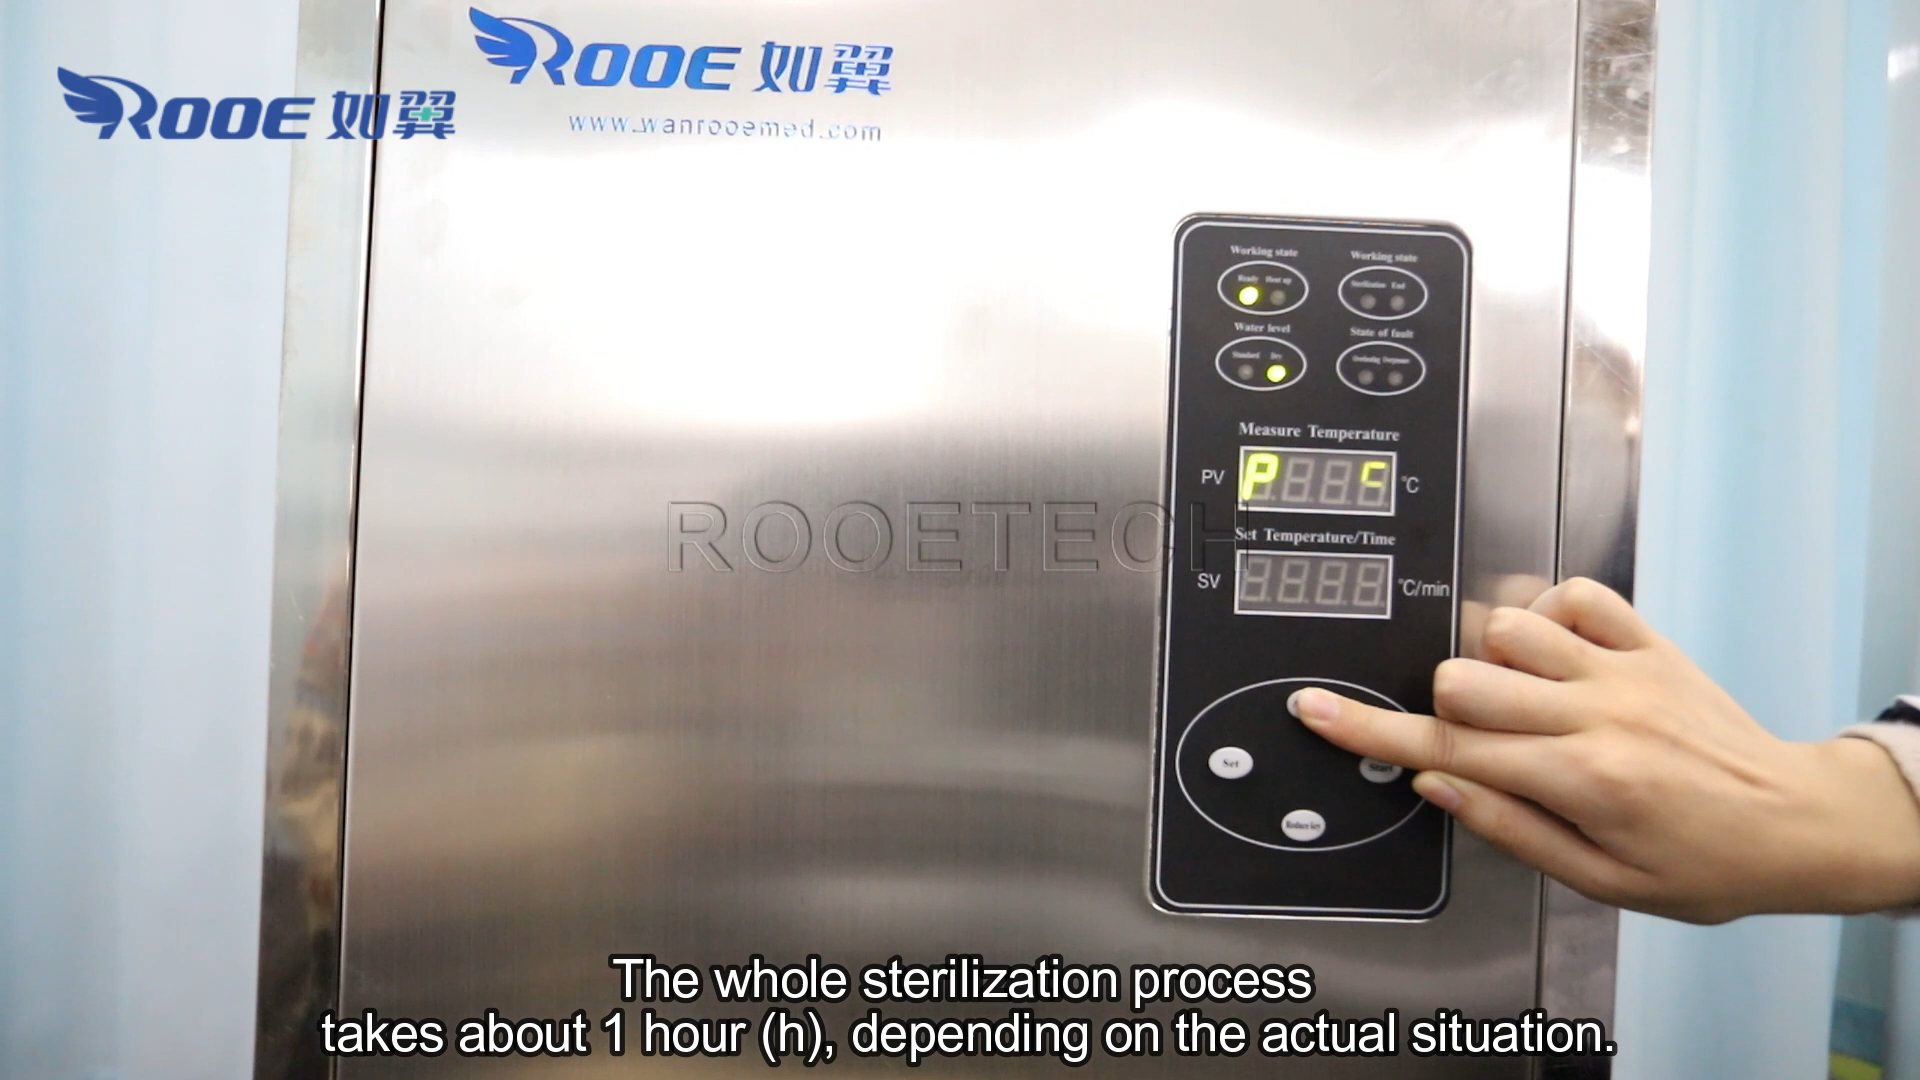 ROOE 如翼
ROOE 如翼
www.wanrooemed.com
Working state
Working state
Ready Heat up
Sterilization End
Water level
State of fault
Standard Dry
Measure Temperature
PV
P c
°C
ROOETECH
Set Temperature/Time
SV
°C/min
Set
Start
Reduce key
The whole sterilization process
takes about 1 hour (h), depending on the actual situation.